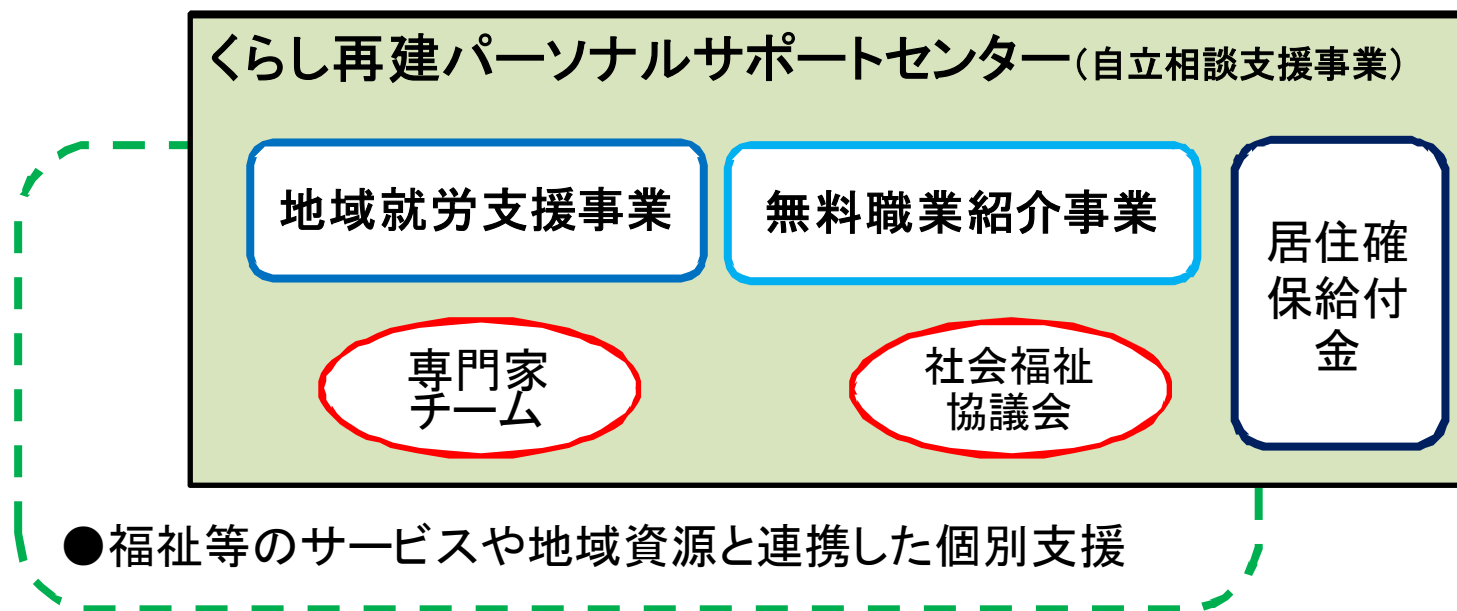 くらし再建パーソナルサポートセンター(自立相談支援事業)
地域就労支援事業
無料職業紹介事業
居住確
保給付
金
専門家
チーム
社会福祉
協議会
●福祉等のサービスや地域資源と連携した個別支援